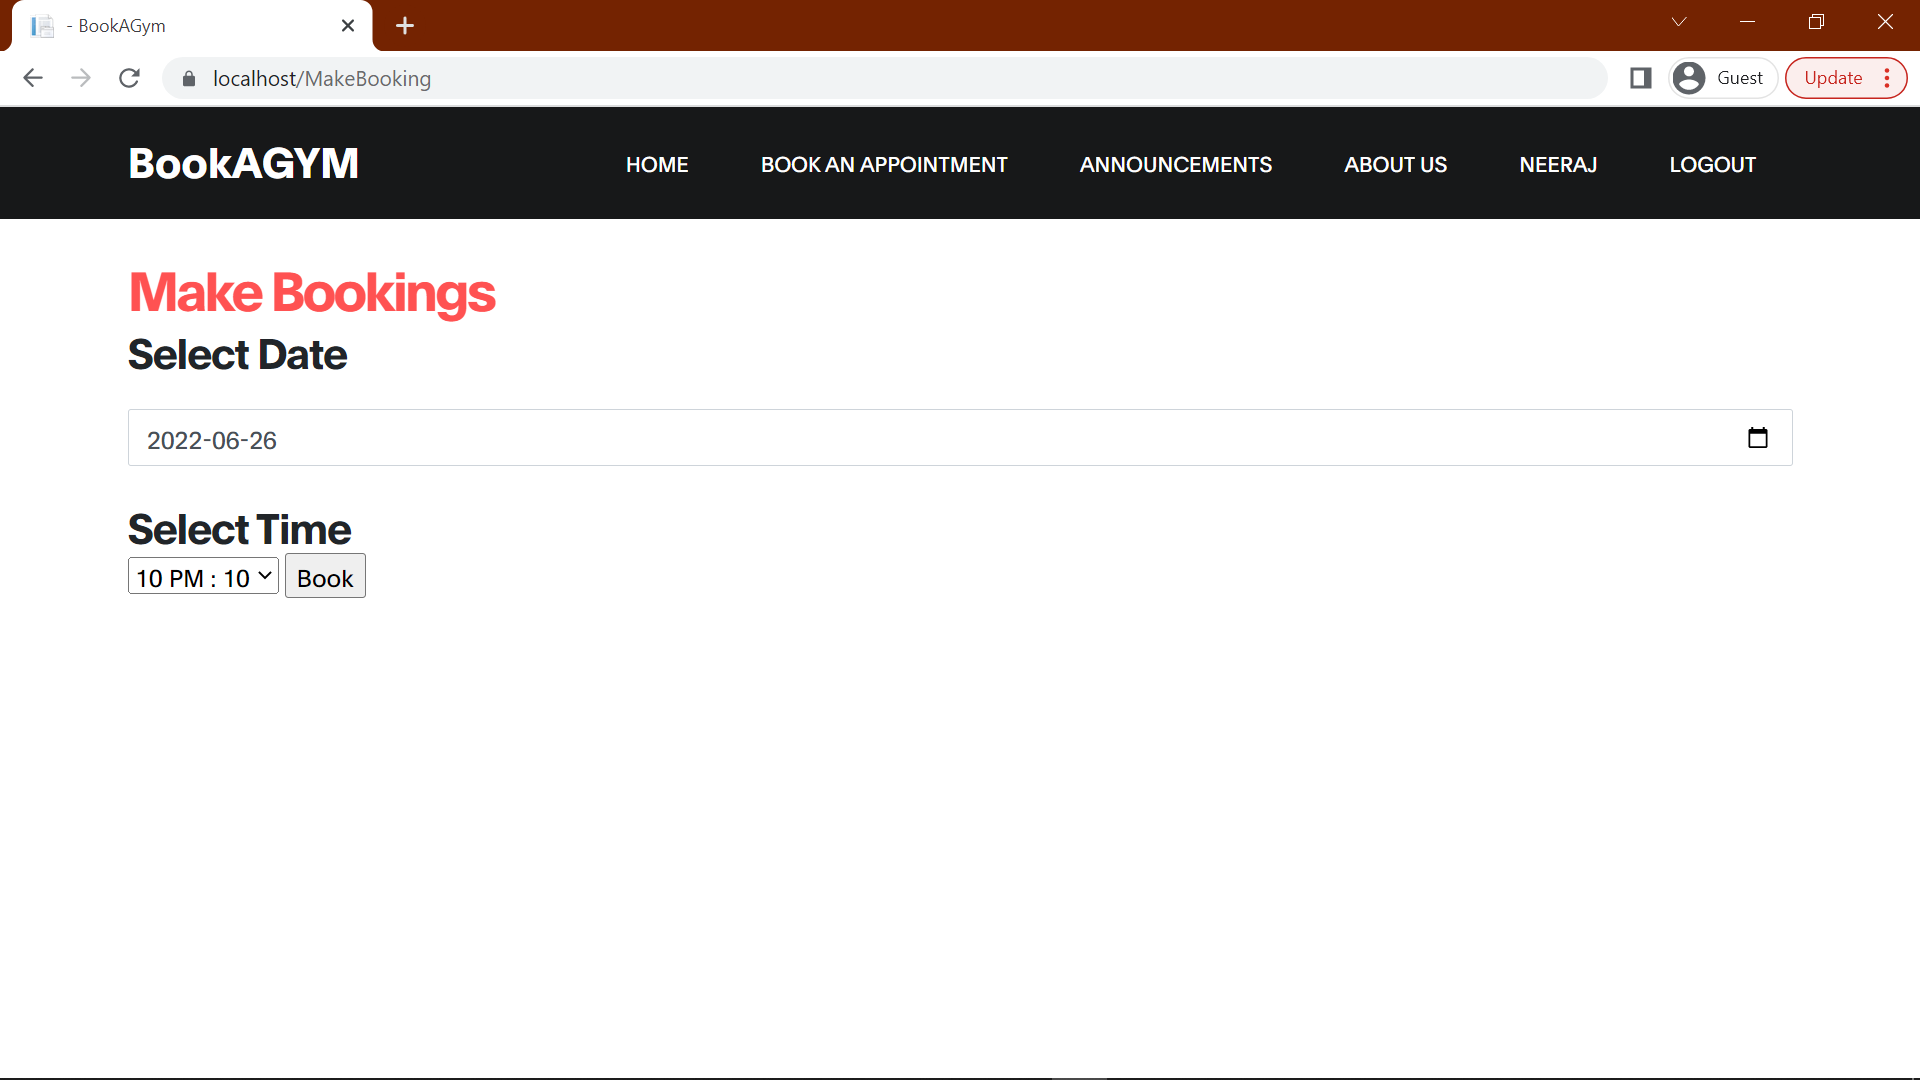 - BookAGym
localhost/MakeBooking
Guest
Update
BookAGYM
HOME
BOOK AN APPOINTMENT
ANNOUNCEMENTS
ABOUT US
NEERAJ
LOGOUT
Make Bookings
Select Date
2022-06-26
Select Time
10 PM : 10
Book